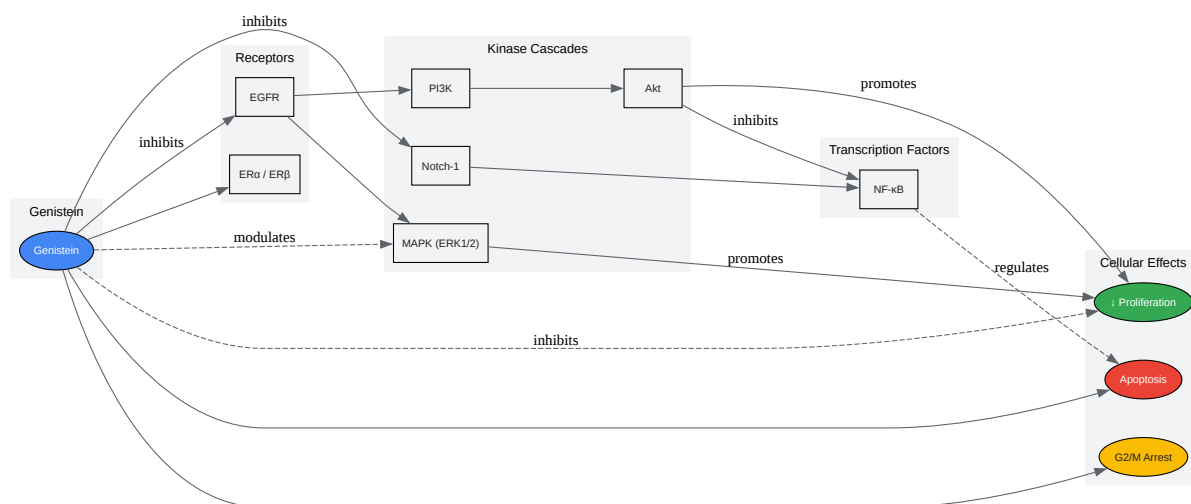 inhibits
Receptors
Kinase Cascades
EGFR
PI3K
Akt
promotes
inhibits
inhibits
Transcription Factors
ERα / ERβ
Notch-1
NF-κB
Genistein
Genistein
modulates
MAPK (ERK1/2)
promotes
regulates
Cellular Effects
↓ Proliferation
inhibits
Apoptosis
G2/M Arrest